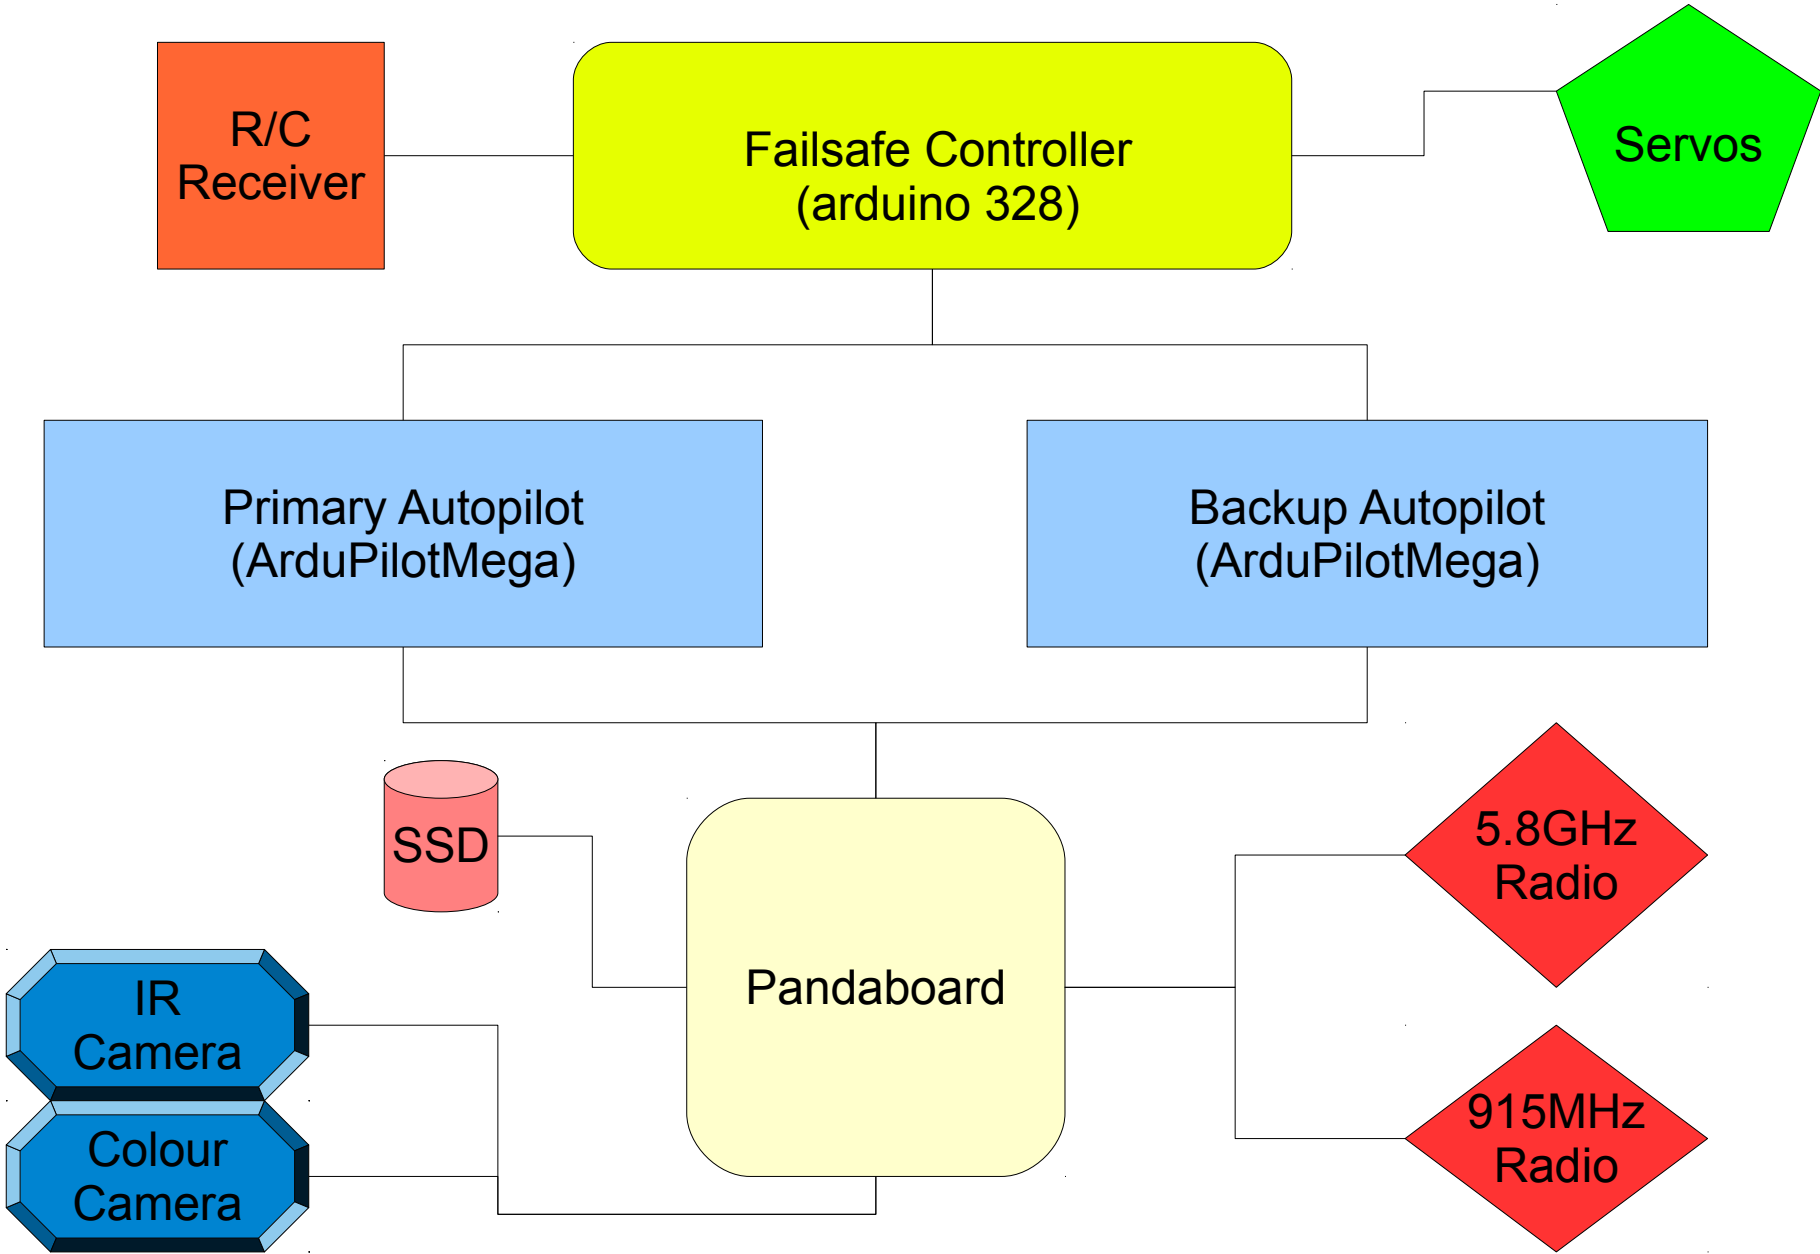 R/C
Receiver
Failsafe Controller
(arduino 328)
Servos
Primary Autopilot
(ArduPilotMega)
Backup Autopilot
(ArduPilotMega)
SSD
5.8GHz
Radio
Pandaboard
IR
Camera
Colour
Camera
915MHz
Radio